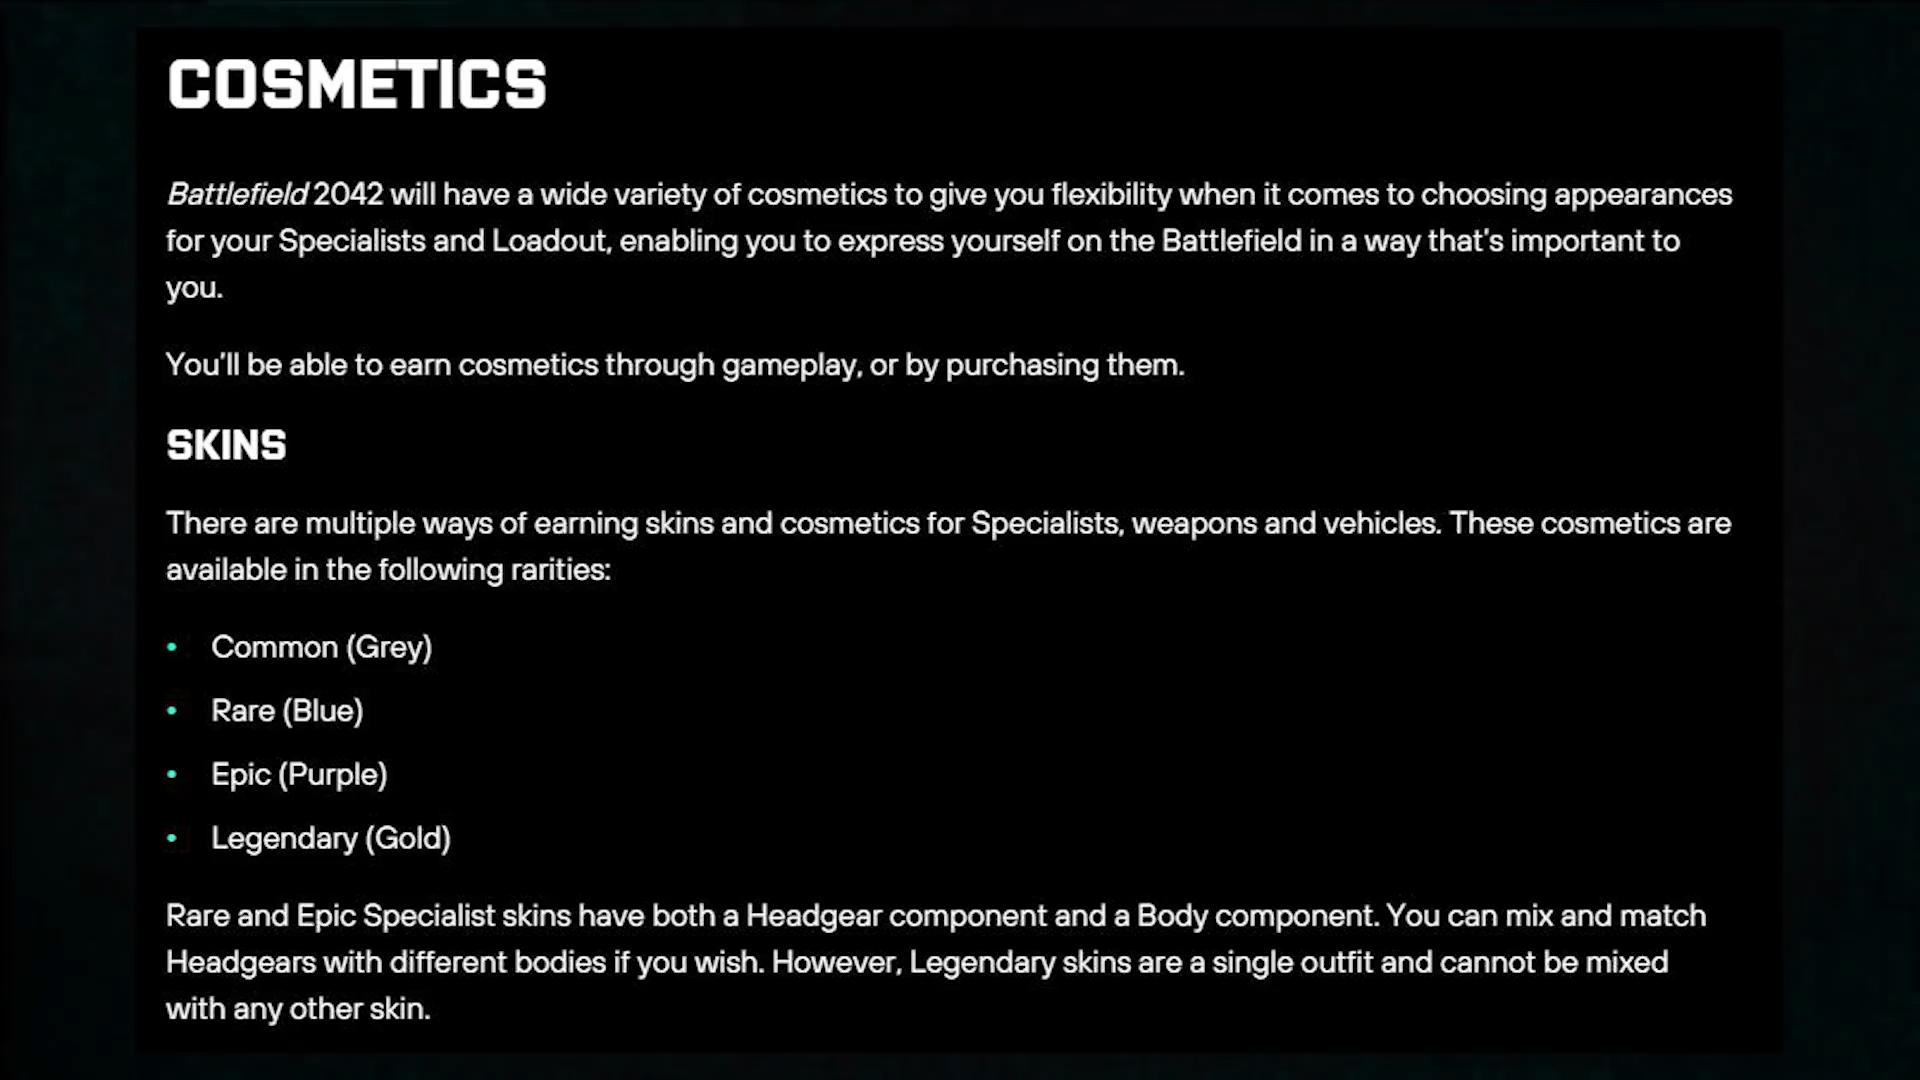 COSMETICS
Battlefield 2042 will have a wide variety of cosmetics to give you flexibility when it comes to choosing appearances
for your Specialists and Loadout, enabling you to express yourself on the Battlefield in a way that's important to
you.
You'll be able to earn cosmetics through gameplay, or by purchasing them.
SKINS
There are multiple ways of earning skins and cosmetics for Specialists, weapons and vehicles. These cosmetics are
available in the following rarities:
• Common (Grey)
• Rare (Blue)
• Epic (Purple)
• Legendary (Gold)
Rare and Epic Specialist skins have both a Headgear component and a Body component. You can mix and match
Headgears with different bodies if you wish. However, Legendary skins are a single outfit and cannot be mixed
with any other skin.